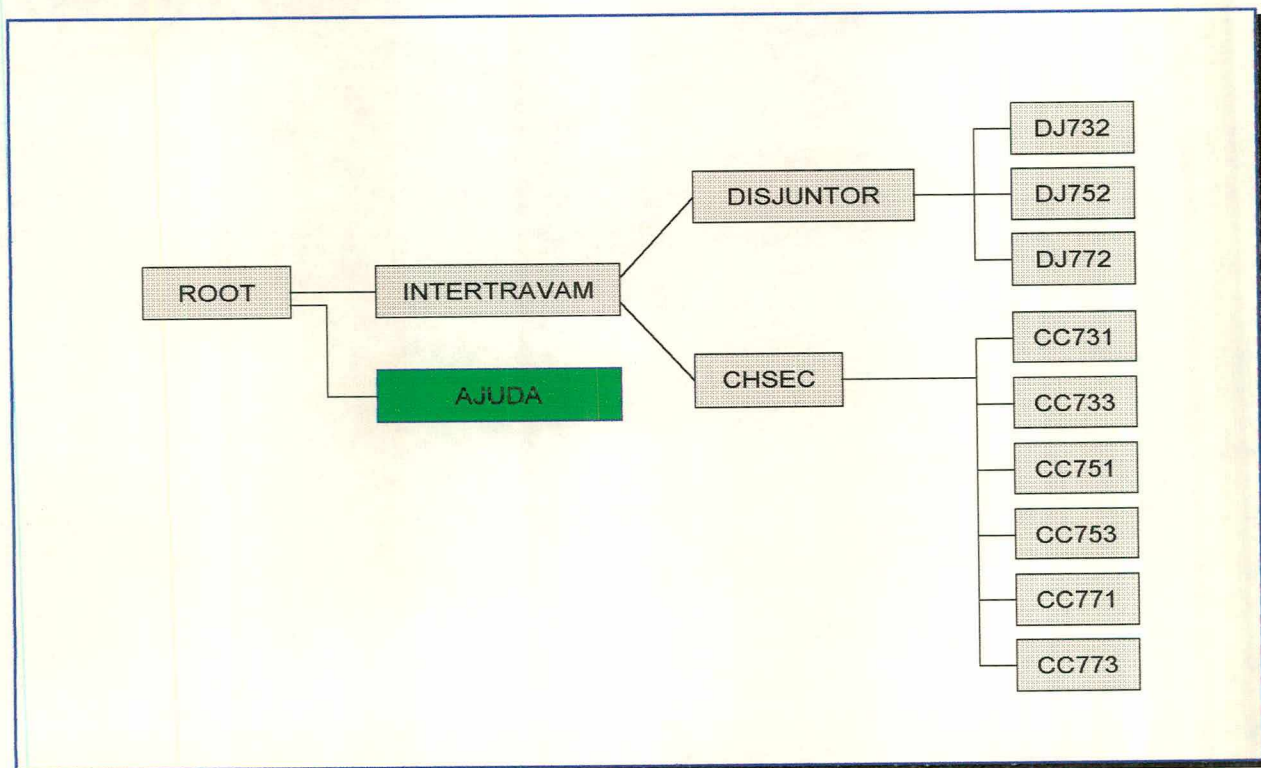 ROOT
INTERTRAVAM
AJUDA
DISJUNTOR
CHSEC
DJ732
DJ752
DJ772
CC731
CC733
CC751
CC753
CC771
CC773